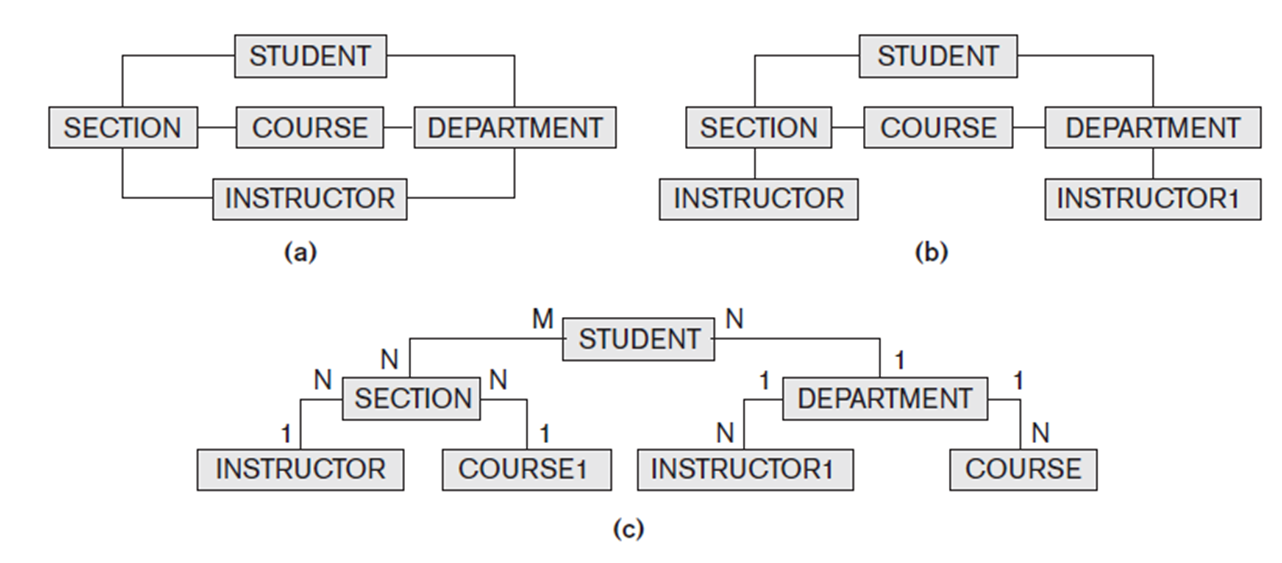 STUDENT
SECTION COURSE DEPARTMENT
INSTRUCTOR
(a)
STUDENT
SECTION COURSE DEPARTMENT
INSTRUCTOR INSTRUCTOR1
(b)
M STUDENT N
N 1
N SECTION N 1 DEPARTMENT 1
1 1 N N
INSTRUCTOR COURSE1 INSTRUCTOR1 COURSE
(c)